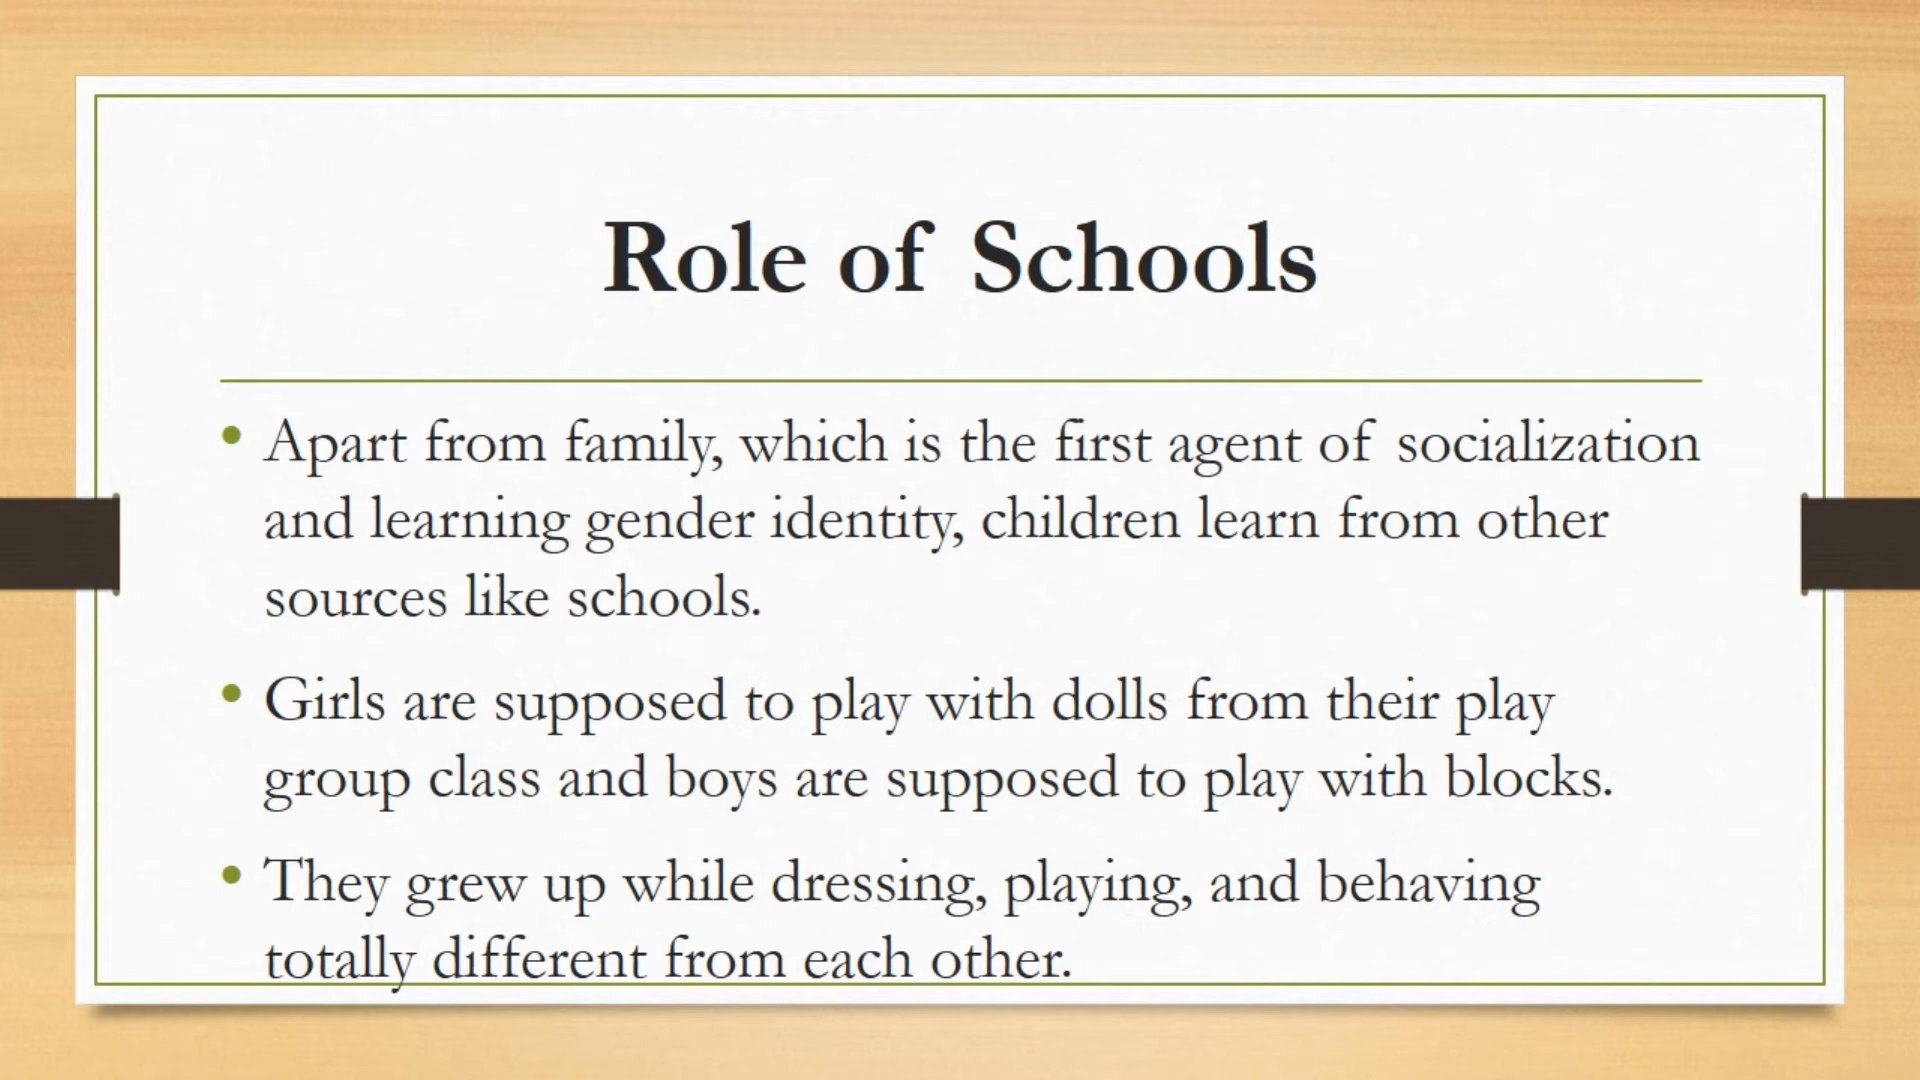 Role of Schools
• Apart from family, which is the first agent of socialization
and learning gender identity, children learn from other
sources like schools.
• Girls are supposed to play with dolls from their play
group class and boys are supposed to play with blocks.
• They grew up while dressing, playing, and behaving
totally different from each other.